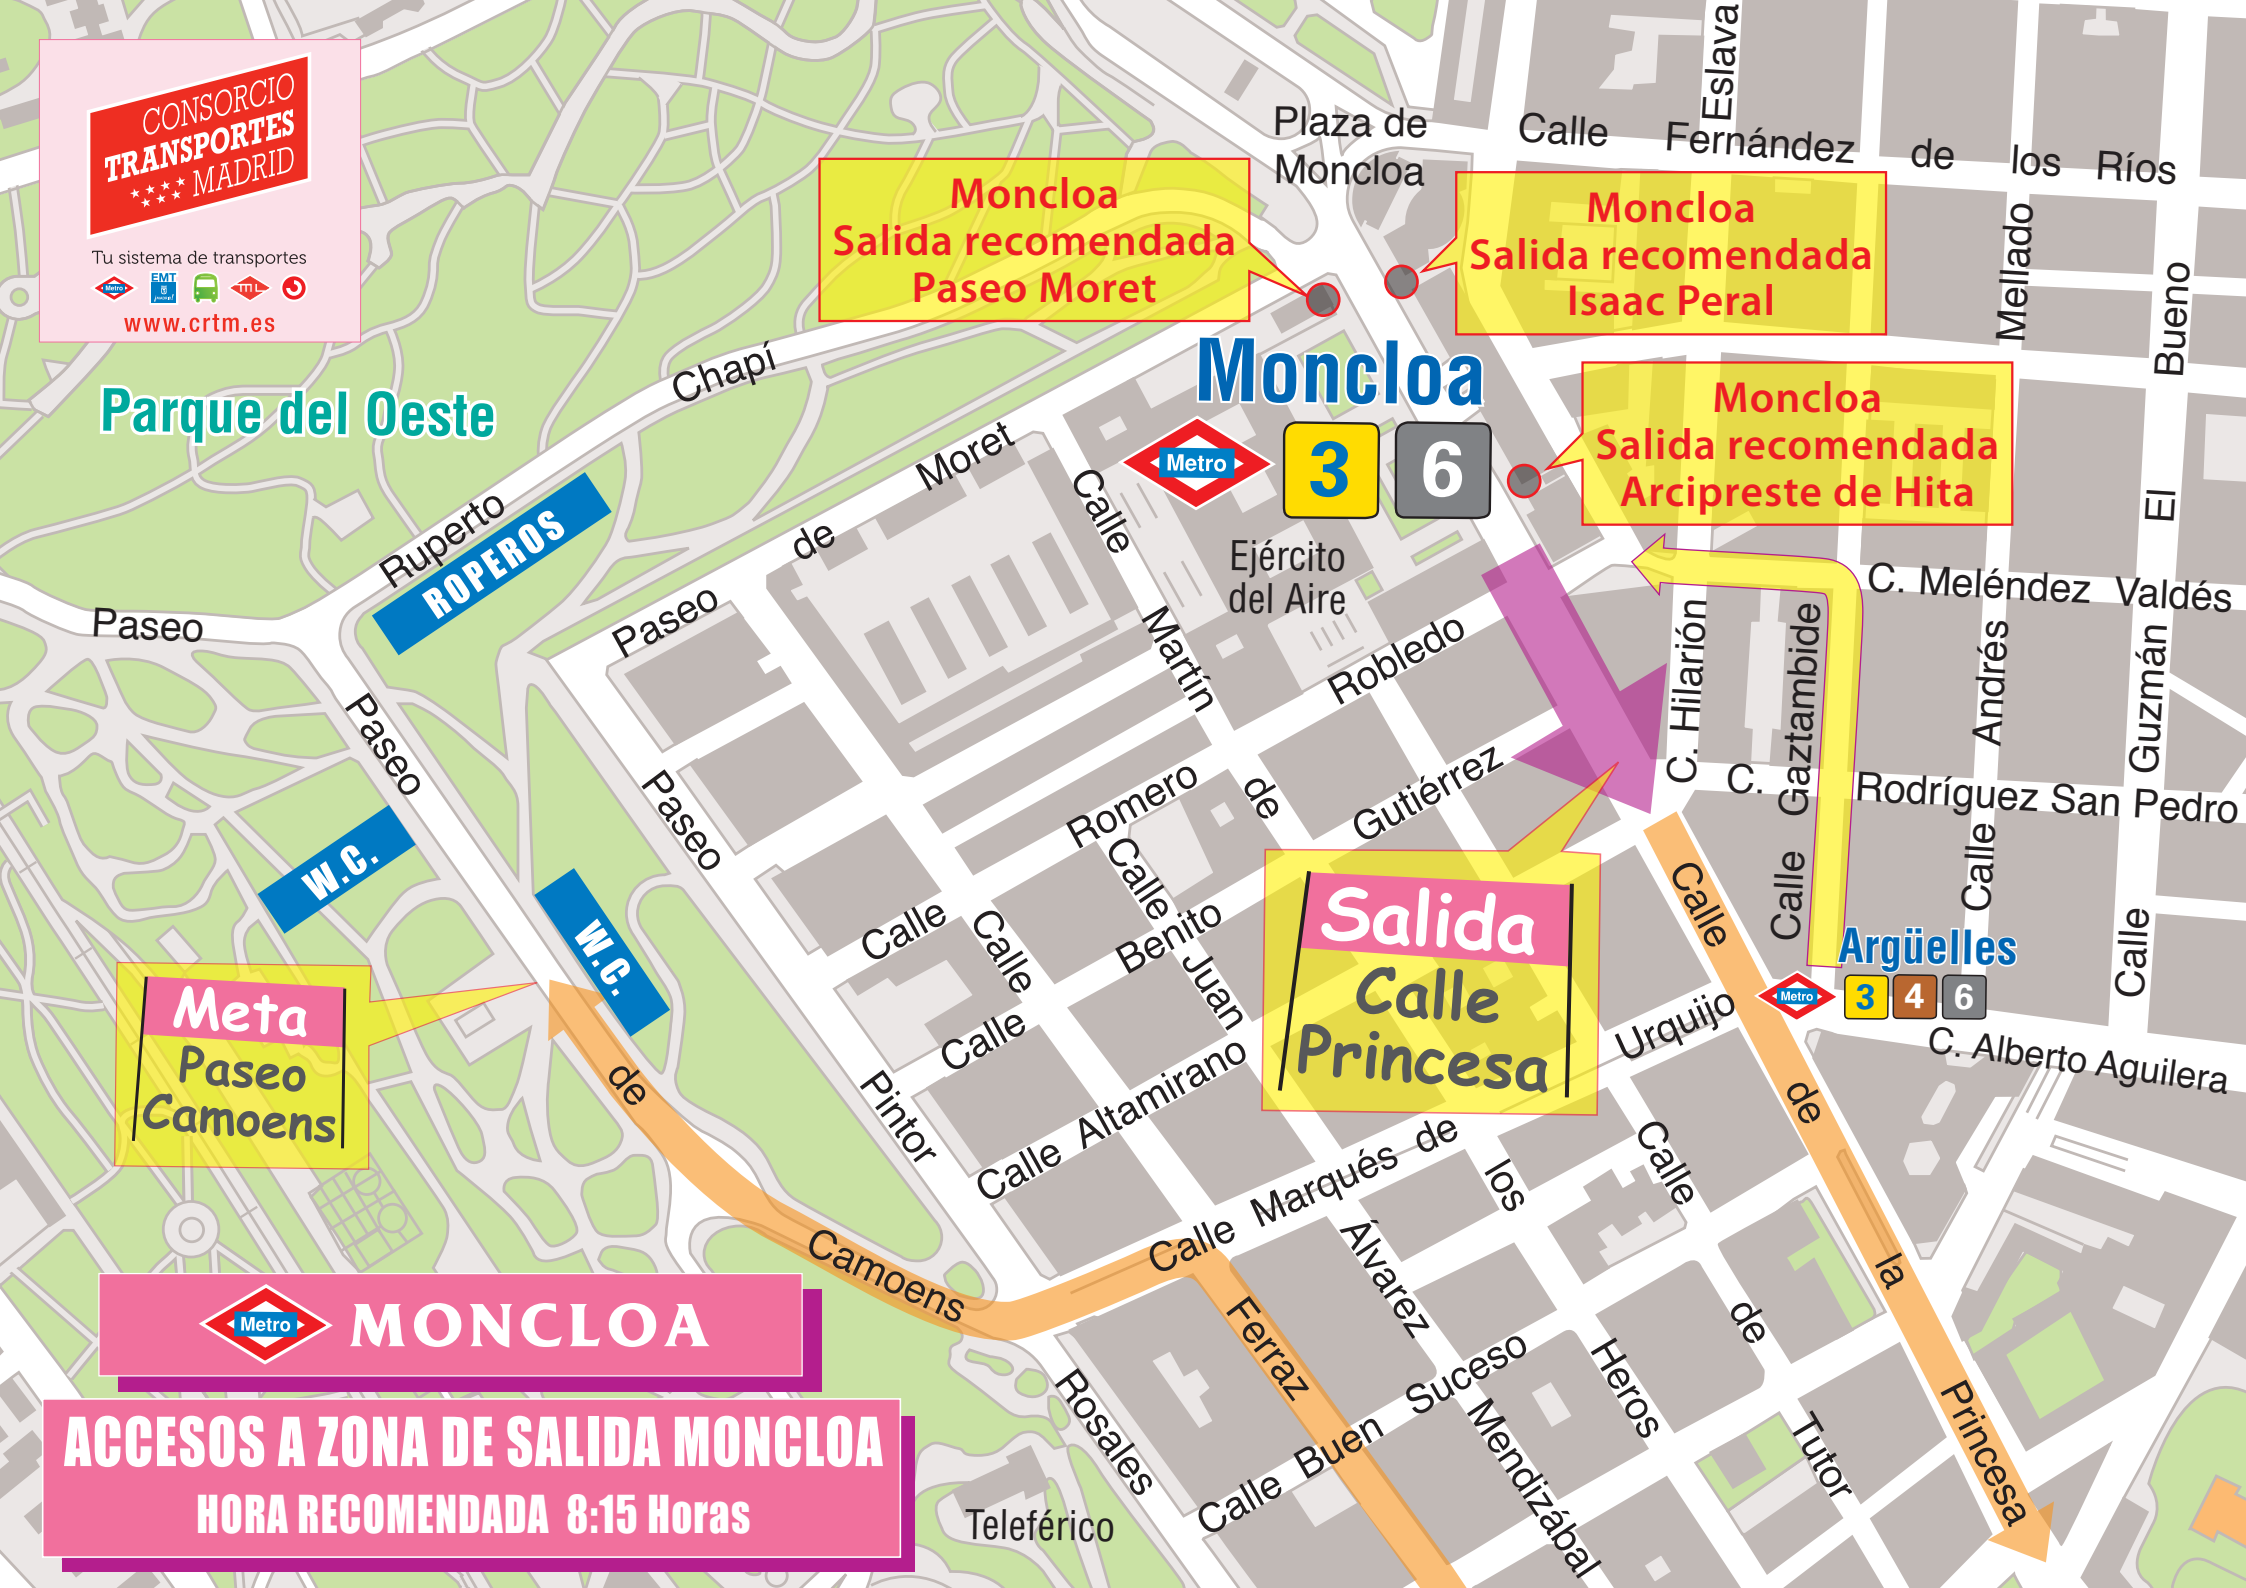 CONSORCIO
TRANSPORTES
MADRID
Tu sistema de transportes
Metro
EMT
ML
www.crtm.es
Parque del Oeste
Plaza de
Moncloa
Moncloa
Salida recomendada
Paseo Moret
Moncloa
Salida recomendada
Isaac Peral
Moncloa
Salida recomendada
Arcipreste de Hita
Moncloa
Metro
3
6
Ejército
del Aire
Eslava
Calle Fernández de los Ríos
Calle Andrés Mellado
Calle Guzmán El Bueno
C. Meléndez Valdés
C. Hilarión
Calle Gaztambide
C. Rodríguez San Pedro
Argüelles
Metro
3
4
6
C. Alberto Aguilera
Paseo Ruperto Chapí
ROPEROS
Paseo de Moret
Calle Martín de los Heros
Calle Romero Robledo
Calle Benito Gutiérrez
Calle Juan Álvarez Mendizábal
Calle Altamirano
Calle Marqués de Urquijo
Calle Buen Suceso
Calle de Tutor
Calle de la Princesa
Calle Ferraz
Paseo Pintor Rosales
Paseo de Camoens
W.C.
W.C.
Meta
Paseo
Camoens
Salida
Calle
Princesa
Teleférico
Metro
MONCLOA
ACCESOS A ZONA DE SALIDA MONCLOA
HORA RECOMENDADA 8:15 Horas